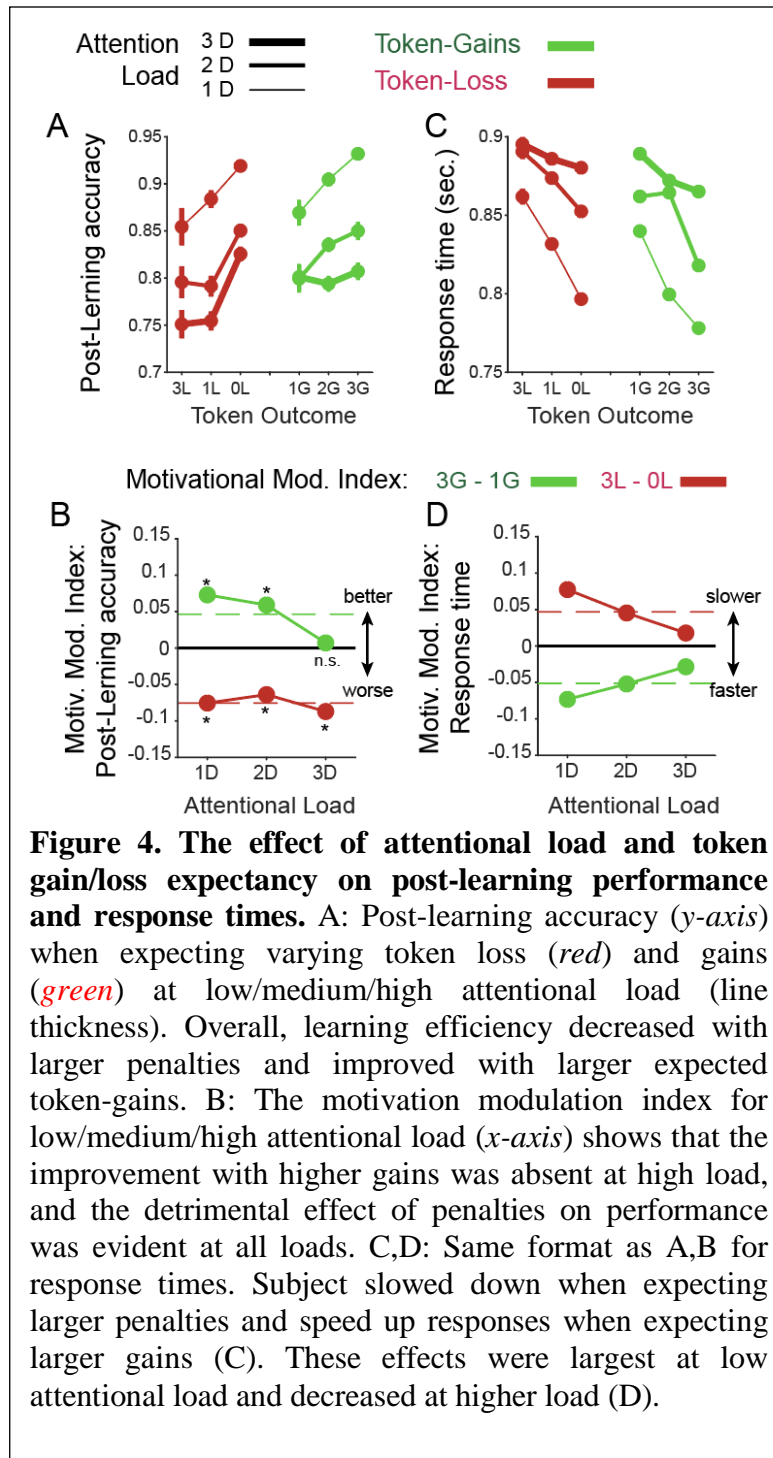 Attention Load
3 D
2 D
1 D
Token-Gains
Token-Loss
A
Post-Lerning accuracy
0.95
0.9
0.85
0.8
0.75
0.7
3L 1L 0L 1G 2G 3G
Token Outcome
C
Response time (sec.)
0.9
0.85
0.8
0.75
3L 1L 0L 1G 2G 3G
Token Outcome
Motivational Mod. Index: 3G - 1G 3L - 0L
B
Motiv. Mod. Index:
Post-Lerning accuracy
0.1
0.05
0
-0.05
-0.1
-0.15
* *
n.s.
* * *
better
worse
1D 2D 3D
Attentional Load
D
Motiv. Mod. Index:
Response time
0.1
0.05
0
-0.05
-0.1
-0.15
slower
faster
1D 2D 3D
Attentional Load
Figure 4. The effect of attentional load and token
gain/loss expectancy on post-learning performance
and response times. A: Post-learning accuracy (y-axis)
when expecting varying token loss (red) and gains
(green) at low/medium/high attentional load (line
thickness). Overall, learning efficiency decreased with
larger penalties and improved with larger expected
token-gains. B: The motivation modulation index for
low/medium/high attentional load (x-axis) shows that the
improvement with higher gains was absent at high load,
and the detrimental effect of penalties on performance
was evident at all loads. C,D: Same format as A,B for
response times. Subject slowed down when expecting
larger penalties and speed up responses when expecting
larger gains (C). These effects were largest at low
attentional load and decreased at higher load (D).